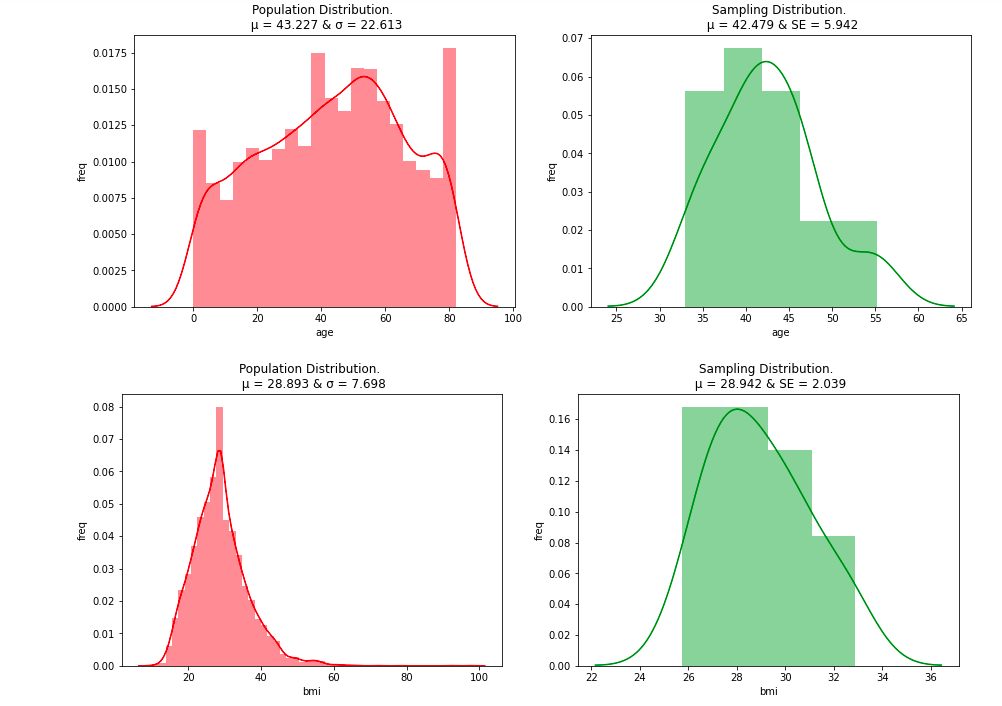 Population Distribution.
μ = 43.227 & σ = 22.613
0.0175
0.0150
0.0125
0.0100
0.0075
0.0050
0.0025
0.0000
freq
0 20 40 60 80 100
age
Sampling Distribution.
μ = 42.479 & SE = 5.942
0.07
0.06
0.05
0.04
0.03
0.02
0.01
0.00
freq
25 30 35 40 45 50 55 60 65
age
Population Distribution.
μ = 28.893 & σ = 7.698
0.08
0.07
0.06
0.05
0.04
0.03
0.02
0.01
0.00
freq
20 40 60 80 100
bmi
Sampling Distribution.
μ = 28.942 & SE = 2.039
0.16
0.14
0.12
0.10
0.08
0.06
0.04
0.02
0.00
freq
22 24 26 28 30 32 34 36
bmi